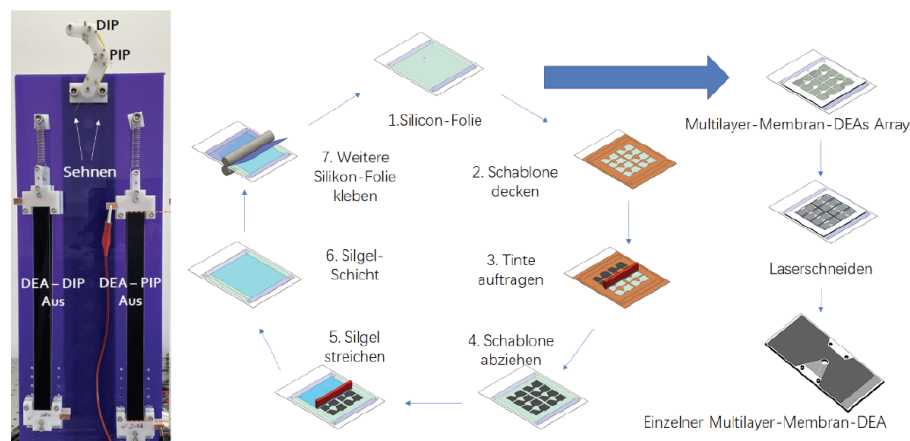 DIP
PIP
Sehnen
DEA – DIP
Aus
DEA – PIP
Aus
1.Silicon-Folie
2. Schablone
decken
3. Tinte
auftragen
4. Schablone
abziehen
5. Silgel
streichen
6. Silgel-
Schicht
7. Weitere
Silikon-Folie
kleben
Multilayer-Membran-DEAs Array
Laserschneiden
Einzelner Multilayer-Membran-DEA